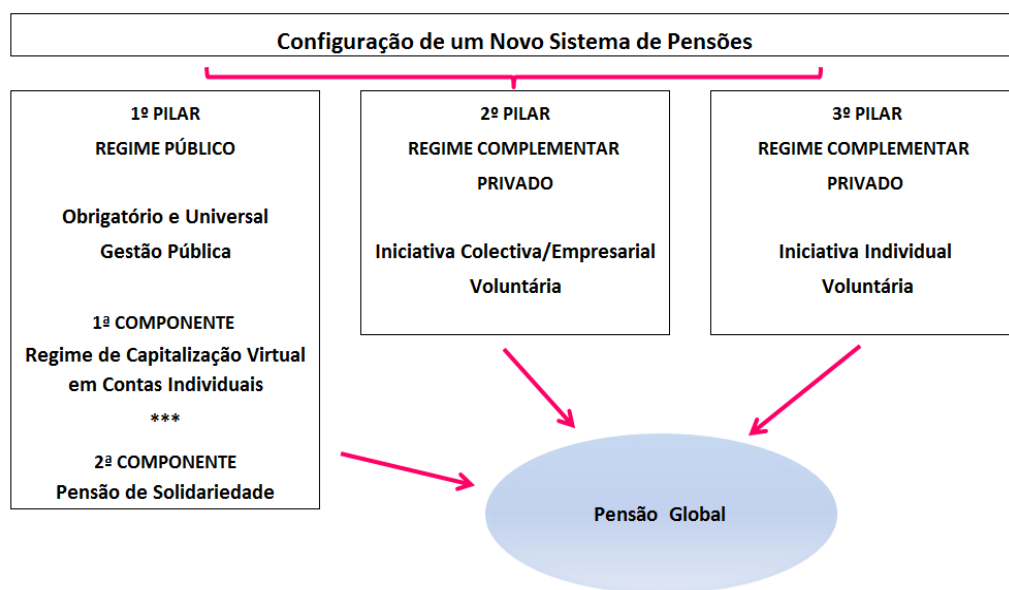 Configuração de um Novo Sistema de Pensões
1º PILAR
REGIME PÚBLICO
Obrigatório e Universal
Gestão Pública
1ª COMPONENTE
Regime de Capitalização Virtual
em Contas Individuais
***
2ª COMPONENTE
Pensão de Solidariedade
2º PILAR
REGIME COMPLEMENTAR
PRIVADO
Iniciativa Colectiva/Empresarial
Voluntária
3º PILAR
REGIME COMPLEMENTAR
PRIVADO
Iniciativa Individual
Voluntária
Pensão Global